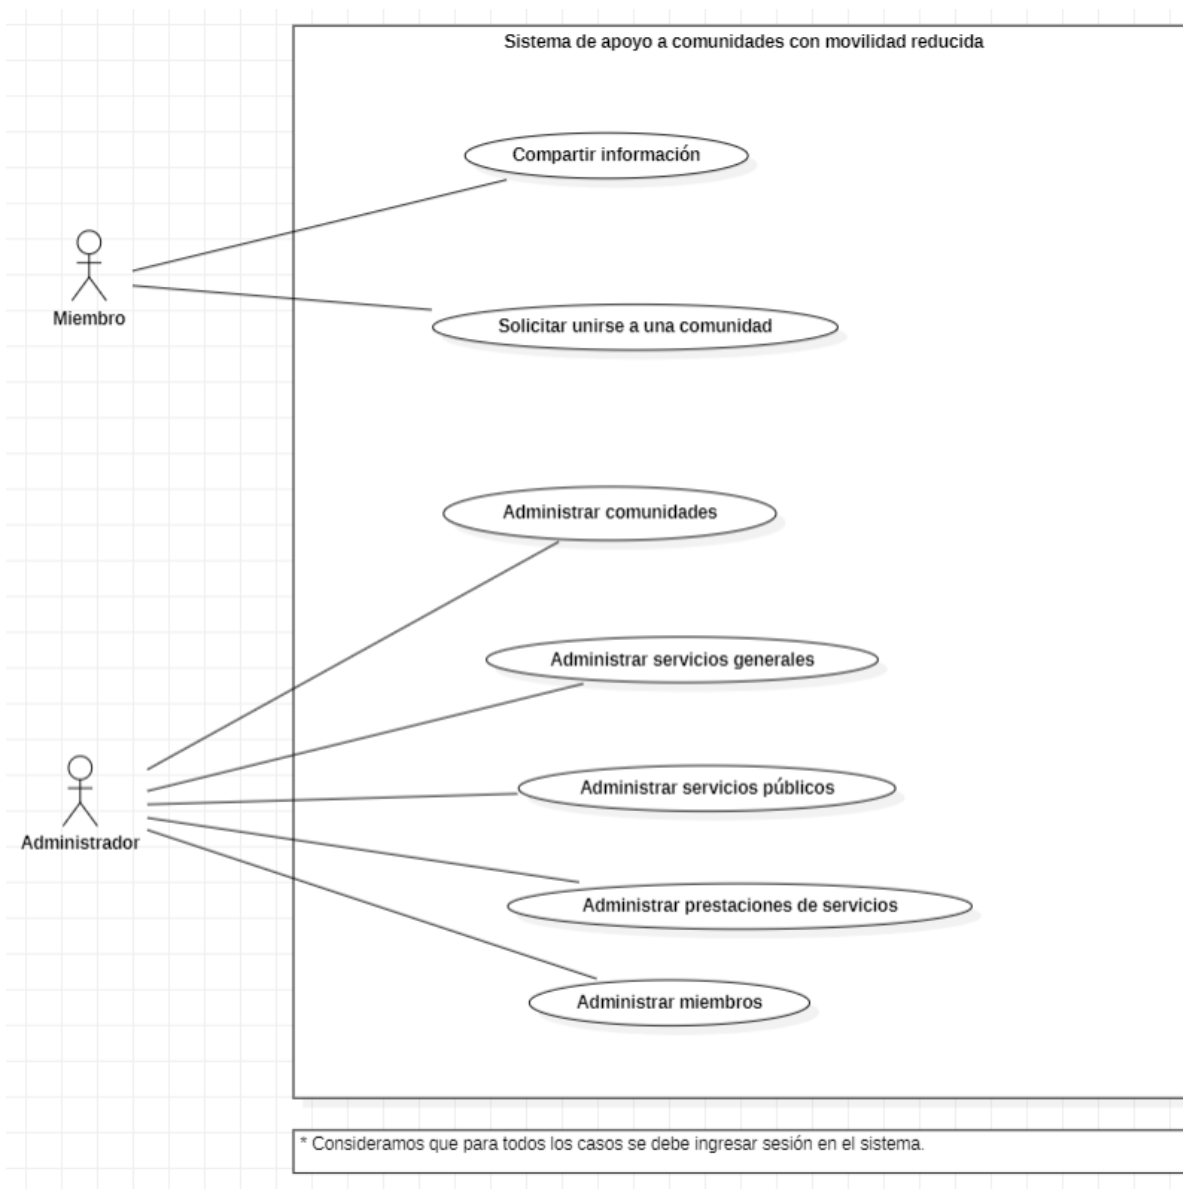 Sistema de apoyo a comunidades con movilidad reducida
Compartir información
Miembro
Solicitar unirse a una comunidad
Administrar comunidades
Administrar servicios generales
Administrar servicios públicos
Administrador
Administrar prestaciones de servicios
Administrar miembros
* Consideramos que para todos los casos se debe ingresar sesión en el sistema.